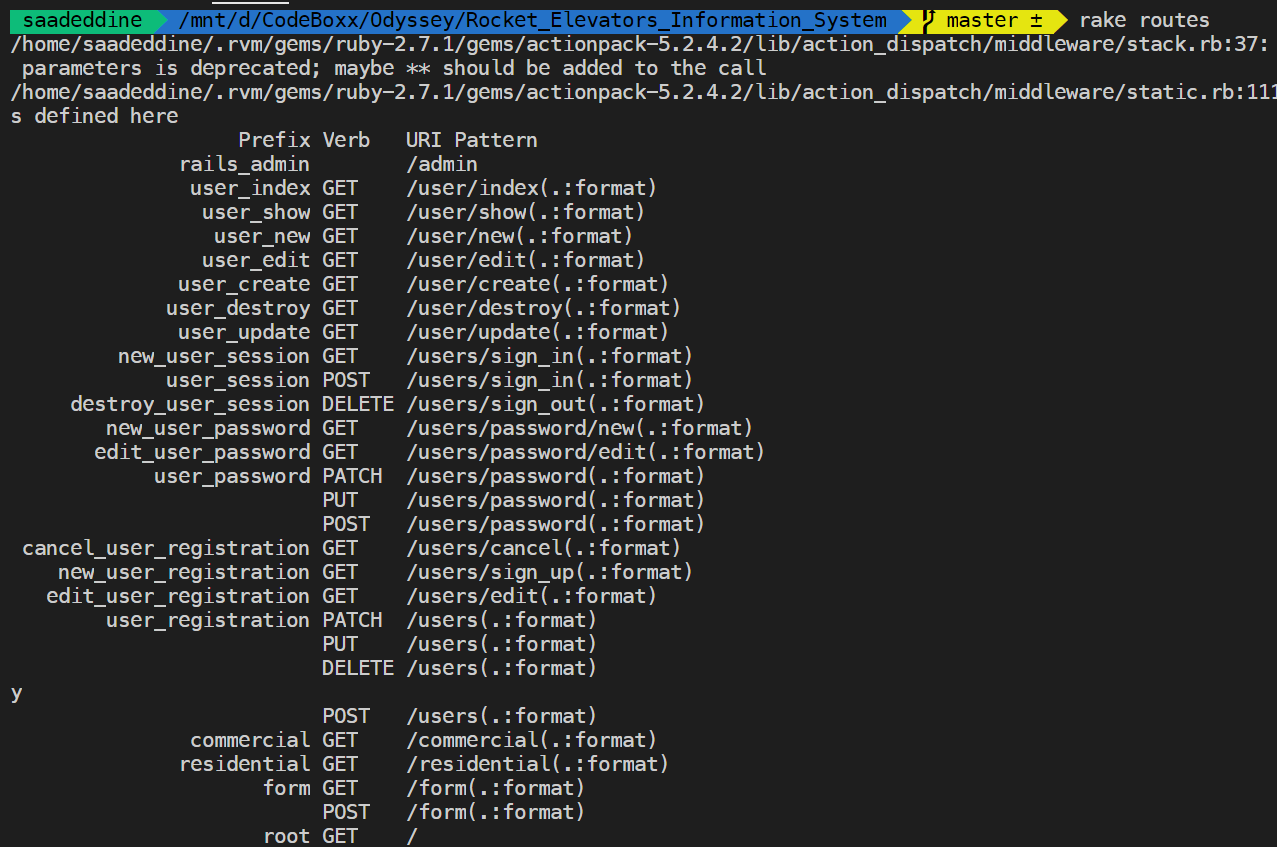 saadeddine /mnt/d/CodeBoxx/Odyssey/Rocket_Elevators_Information_System master ± rake routes
/home/saadeddine/.rvm/gems/ruby-2.7.1/gems/actionpack-5.2.4.2/lib/action_dispatch/middleware/stack.rb:37:
parameters is deprecated; maybe ** should be added to the call
/home/saadeddine/.rvm/gems/ruby-2.7.1/gems/actionpack-5.2.4.2/lib/action_dispatch/middleware/static.rb:111
s defined here
Prefix Verb URI Pattern
rails_admin /admin
user_index GET /user/index(.:format)
user_show GET /user/show(.:format)
user_new GET /user/new(.:format)
user_edit GET /user/edit(.:format)
user_create GET /user/create(.:format)
user_destroy GET /user/destroy(.:format)
user_update GET /user/update(.:format)
new_user_session GET /users/sign_in(.:format)
user_session POST /users/sign_in(.:format)
destroy_user_session DELETE /users/sign_out(.:format)
new_user_password GET /users/password/new(.:format)
edit_user_password GET /users/password/edit(.:format)
user_password PATCH /users/password(.:format)
PUT /users/password(.:format)
POST /users/password(.:format)
cancel_user_registration GET /users/cancel(.:format)
new_user_registration GET /users/sign_up(.:format)
edit_user_registration GET /users/edit(.:format)
user_registration PATCH /users(.:format)
PUT /users(.:format)
DELETE /users(.:format)
y
POST /users(.:format)
commercial GET /commercial(.:format)
residential GET /residential(.:format)
form GET /form(.:format)
POST /form(.:format)
root GET /